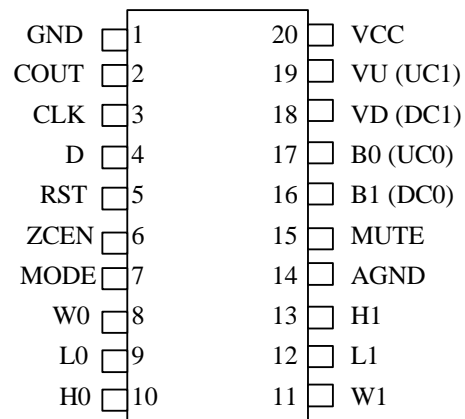 GND 1 20 VCC
COUT 2 19 VU (UC1)
CLK 3 18 VD (DC1)
D 4 17 B0 (UC0)
RST 5 16 B1 (DC0)
ZCEN 6 15 MUTE
MODE 7 14 AGND
W0 8 13 H1
L0 9 12 L1
H0 10 11 W1